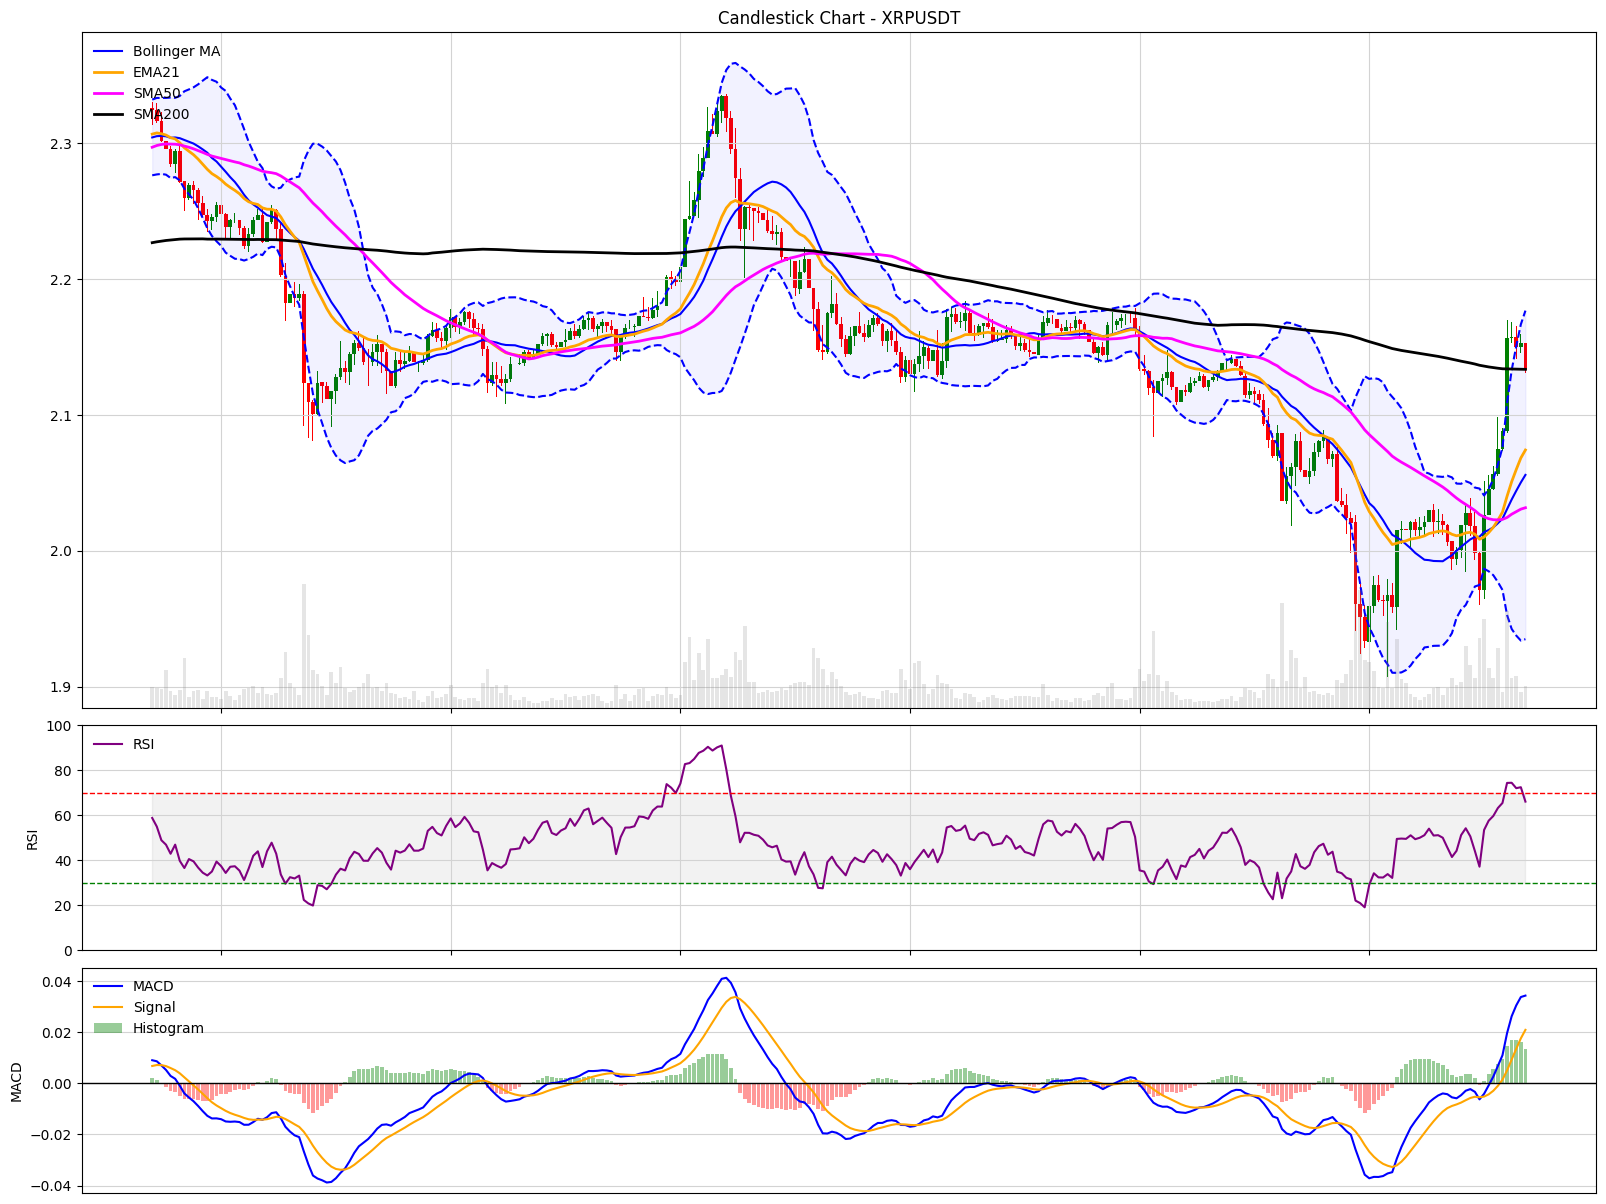 Candlestick Chart - XRPUSDT
Bollinger MA
EMA21
SMA50
SMA200
2.3
2.2
2.1
2.0
1.9
RSI
100
80
60
40
20
0
RSI
MACD
Signal
Histogram
0.04
0.02
0.00
−0.02
−0.04
MACD